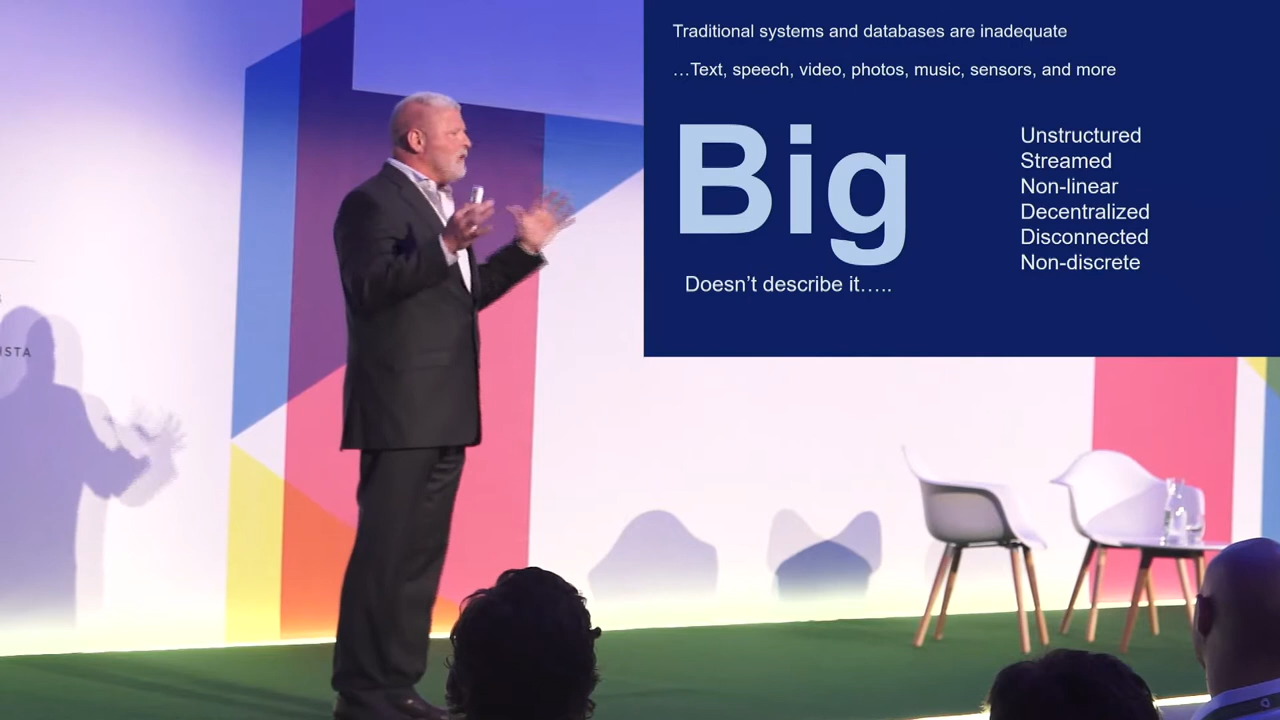 Traditional systems and databases are inadequate
…Text, speech, video, photos, music, sensors, and more
Big
Doesn’t describe it…..
Unstructured
Streamed
Non-linear
Decentralized
Disconnected
Non-discrete